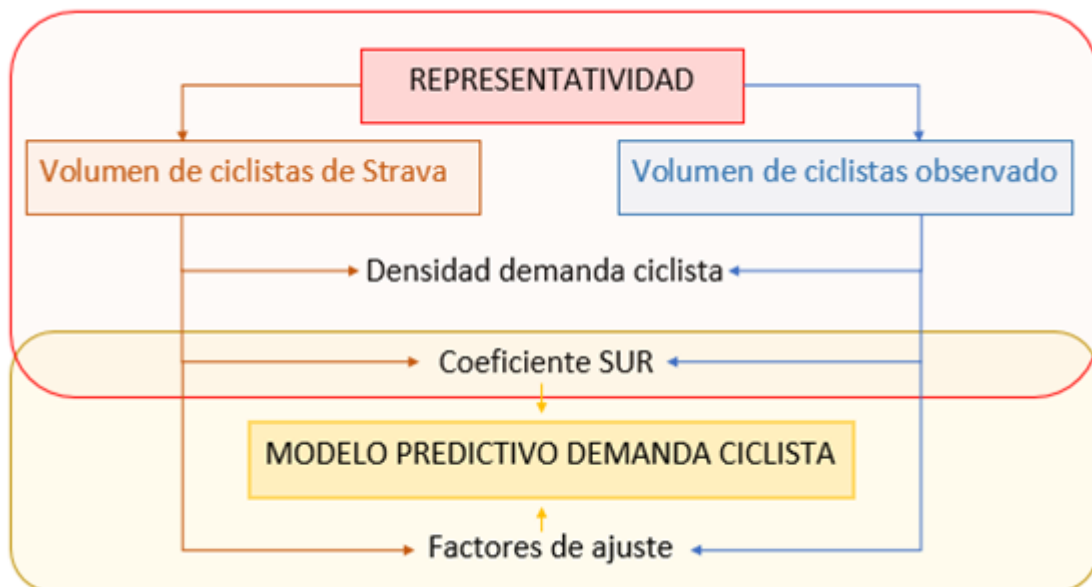 REPRESENTATIVIDAD
Volumen de ciclistas de Strava
Volumen de ciclistas observado
Densidad demanda ciclista
Coeficiente SUR
MODELO PREDICTIVO DEMANDA CICLISTA
Factores de ajuste